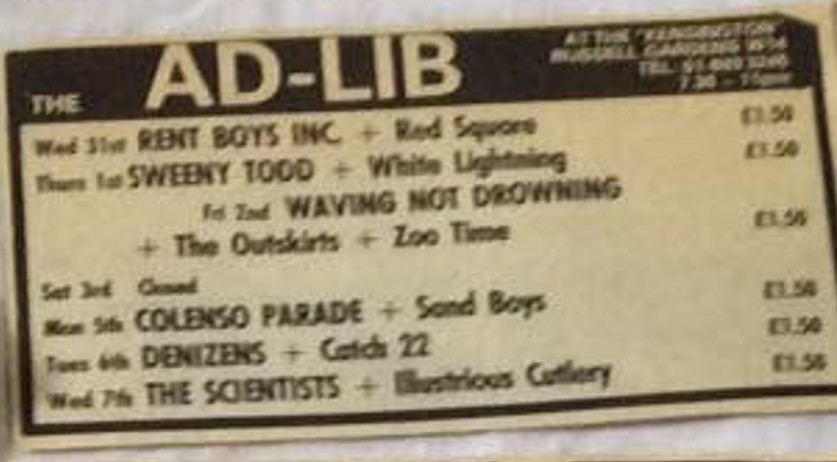 THE AD-LIB
AT THE "KENSINGTON"
RUSSELL GARDENS W14
TEL. 01-603 3245
7.30 - 11pm
Wed 31st RENT BOYS INC. + Red Square £1.50
Thurs 1st SWEENY TODD + White Lightning £1.50
Fri 2nd WAVING NOT DROWNING
+ The Outskirts + Zoo Time £1.50
Sat 3rd Closed
Mon 5th COLENSO PARADE + Sand Boys £1.50
Tues 6th DENIZENS + Catch 22 £1.50
Wed 7th THE SCIENTISTS + Illustrious Cutlery £1.50